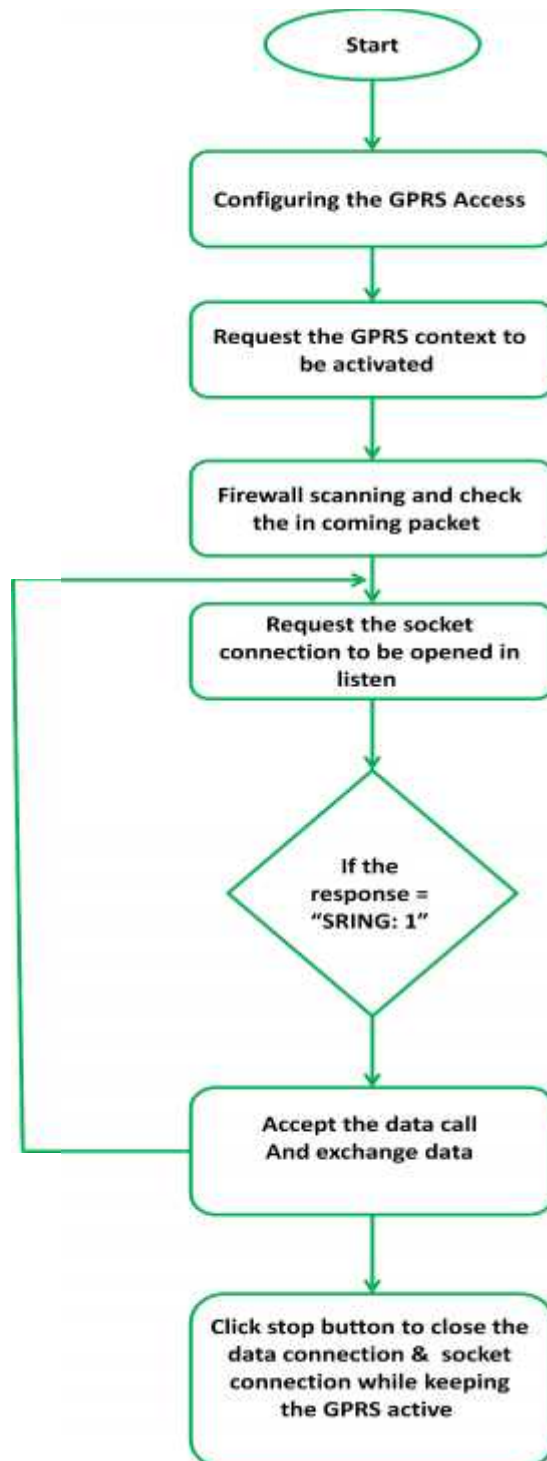 Start
Configuring the GPRS Access
Request the GPRS context to
be activated
Firewall scanning and check
the in coming packet
Request the socket
connection to be opened in
listen
If the
response =
“SRING: 1”
Accept the data call
And exchange data
Click stop button to close the
data connection & socket
connection while keeping
the GPRS active